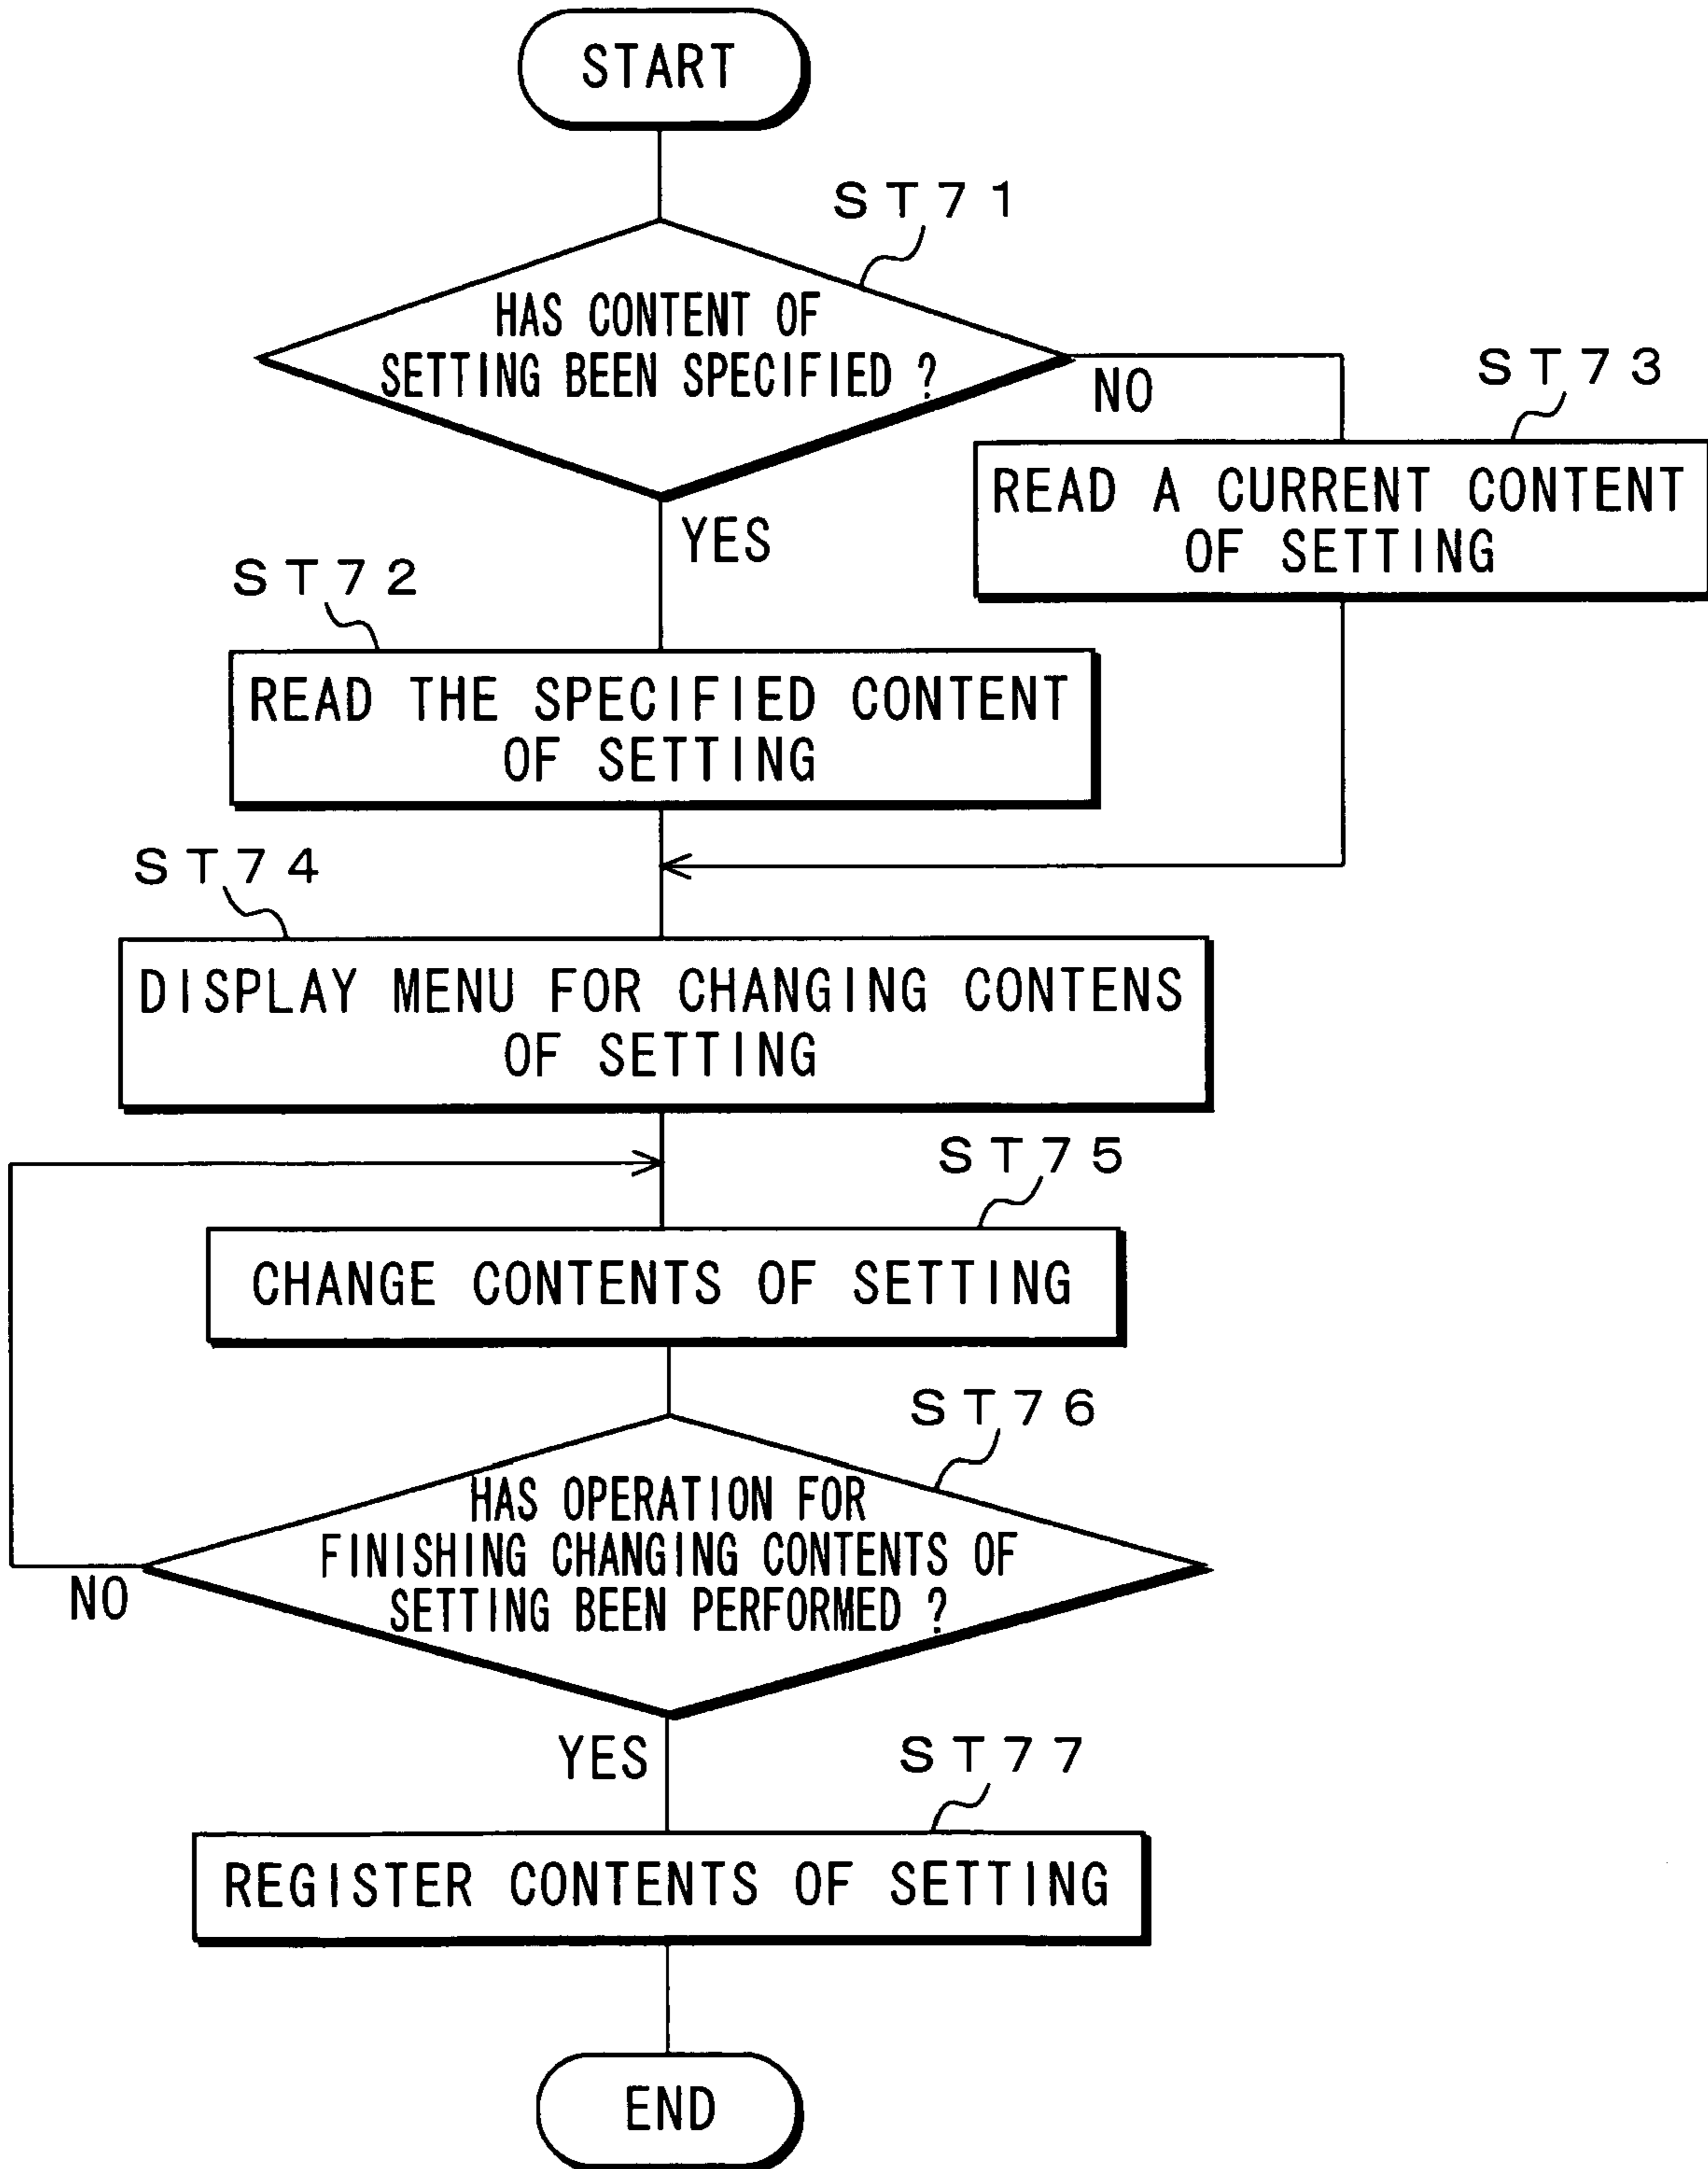 START
ST71
HAS CONTENT OF
SETTING BEEN SPECIFIED ?
NO
ST73
READ A CURRENT CONTENT
OF SETTING
YES
ST72
READ THE SPECIFIED CONTENT
OF SETTING
ST74
DISPLAY MENU FOR CHANGING CONTENS
OF SETTING
ST75
CHANGE CONTENTS OF SETTING
ST76
HAS OPERATION FOR
FINISHING CHANGING CONTENTS OF
SETTING BEEN PERFORMED ?
NO
YES
ST77
REGISTER CONTENTS OF SETTING
END